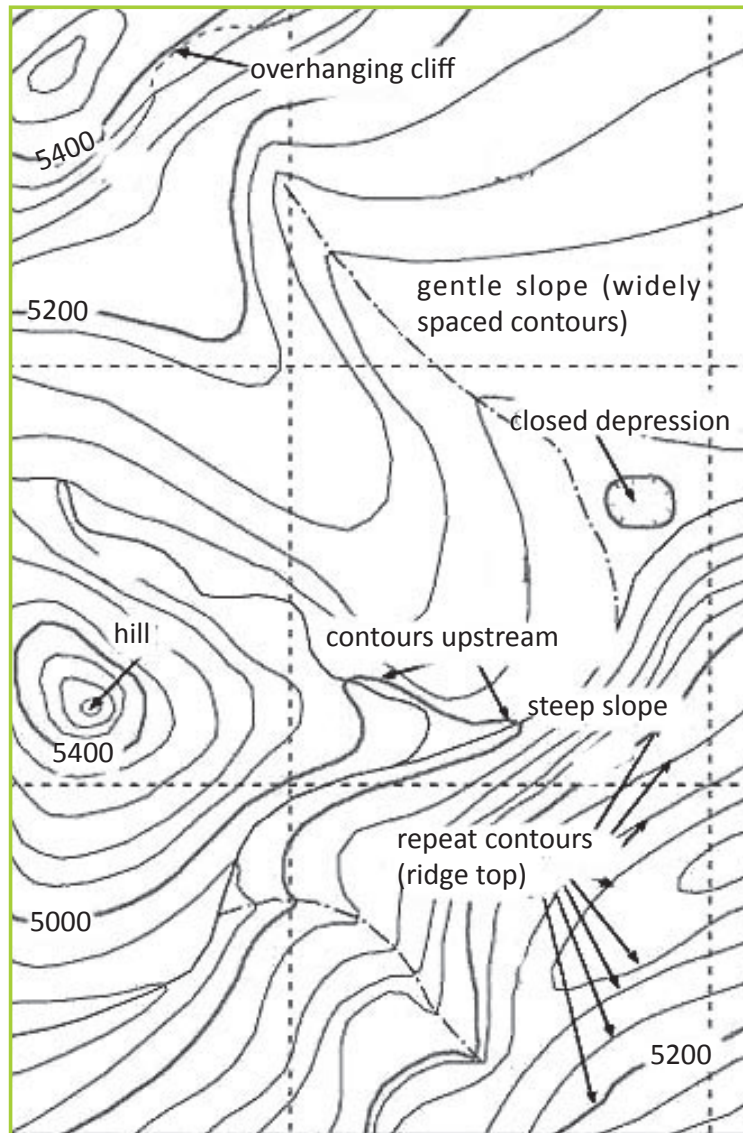 overhanging cliff
5400
gentle slope (widely
spaced contours)
5200
closed depression
hill
contours upstream
steep slope
5400
repeat contours
(ridge top)
5000
5200